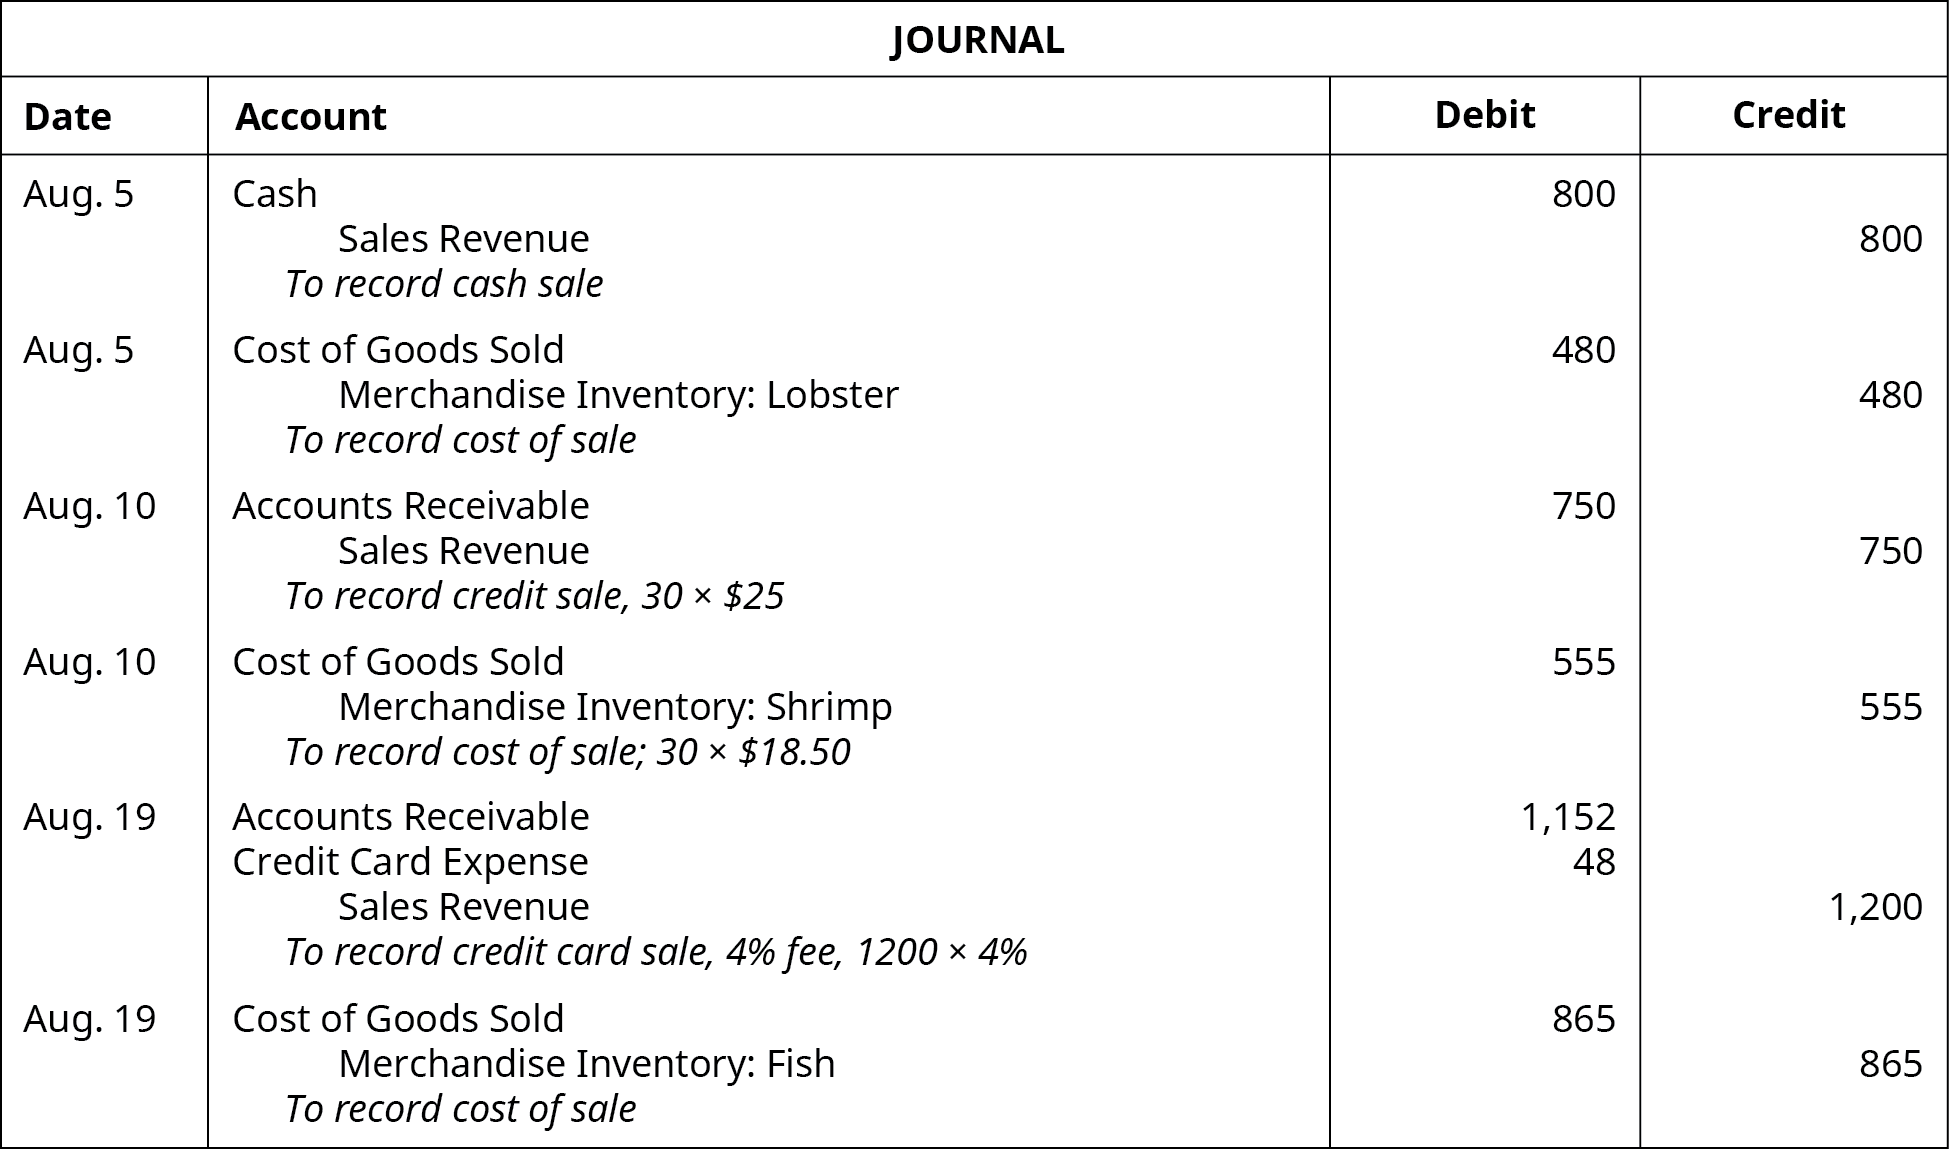 JOURNAL
Date Account Debit Credit
Aug. 5 Cash 800
Sales Revenue 800
To record cash sale
Aug. 5 Cost of Goods Sold 480
Merchandise Inventory: Lobster 480
To record cost of sale
Aug. 10 Accounts Receivable 750
Sales Revenue 750
To record credit sale, 30 × $25
Aug. 10 Cost of Goods Sold 555
Merchandise Inventory: Shrimp 555
To record cost of sale; 30 × $18.50
Aug. 19 Accounts Receivable 1,152
Credit Card Expense 48
Sales Revenue 1,200
To record credit card sale, 4% fee, 1200 × 4%
Aug. 19 Cost of Goods Sold 865
Merchandise Inventory: Fish 865
To record cost of sale